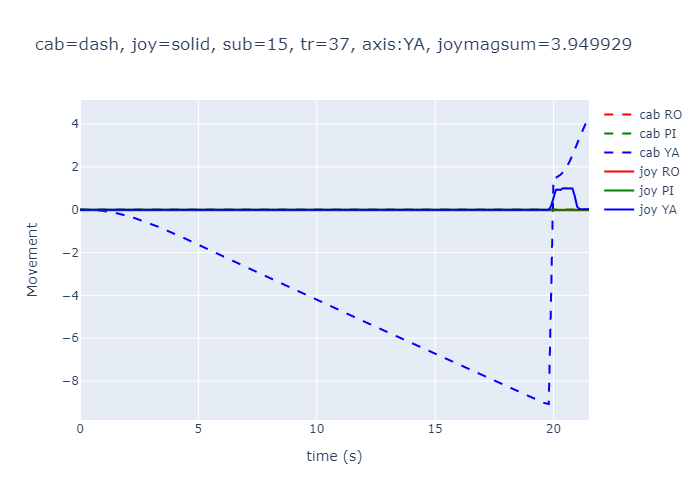 cab=dash, joy=solid, sub=15, tr=37, axis:YA, joymagsum=3.949929
4
2
0
−2
−4
−6
−8
Movement
0
5
10
15
20
time (s)
cab RO
cab PI
cab YA
joy RO
joy PI
joy YA